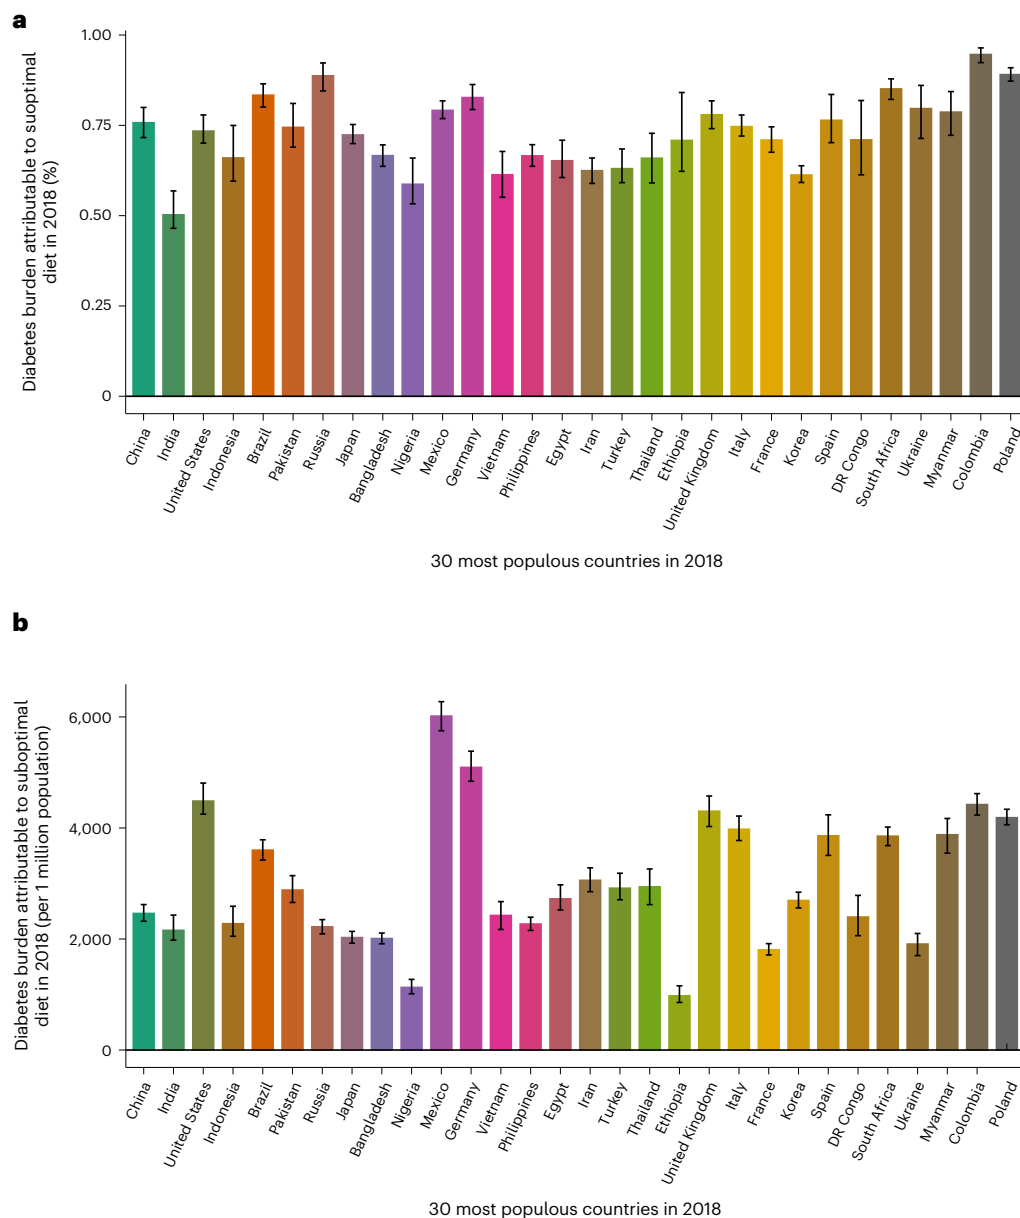 a
Diabetes burden attributable to suoptimal
diet in 2018 (%)
1.00
0.75
0.50
0.25
0
China
India
United States
Indonesia
Brazil
Pakistan
Russia
Japan
Bangladesh
Nigeria
Mexico
Germany
Vietnam
Philippines
Egypt
Iran
Turkey
Thailand
Ethiopia
United Kingdom
Italy
France
Korea
Spain
DR Congo
South Africa
Ukraine
Myanmar
Colombia
Poland
30 most populous countries in 2018
b
Diabetes burden attributable to suboptimal
diet in 2018 (per 1 million population)
6,000
4,000
2,000
0
China
India
United States
Indonesia
Brazil
Pakistan
Russia
Japan
Bangladesh
Nigeria
Mexico
Germany
Vietnam
Philippines
Egypt
Iran
Turkey
Thailand
Ethiopia
United Kingdom
Italy
France
Korea
Spain
DR Congo
South Africa
Ukraine
Myanmar
Colombia
Poland
30 most populous countries in 2018